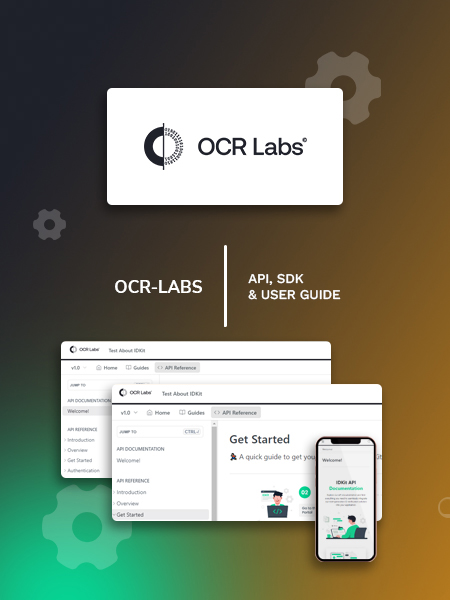 OCR Labs©
OCR-LABS
API, SDK
& USER GUIDE
OCR Labs
Test About IDKit
v1.0
Home
Guides
API Reference
JUMP TO
API DOCUMENTATION
Welcome!
API REFERENCE
Introduction
Overview
Get Started
Authentication
OCR Labs
Test About IDKit
v1.0
Home
Guides
API Reference
JUMP TO
CTRL-/
API DOCUMENTATION
Welcome!
API REFERENCE
Introduction
Overview
Get Started
Get Started
A quick guide to get you
02
Welcome!
IDKit API
Documentation